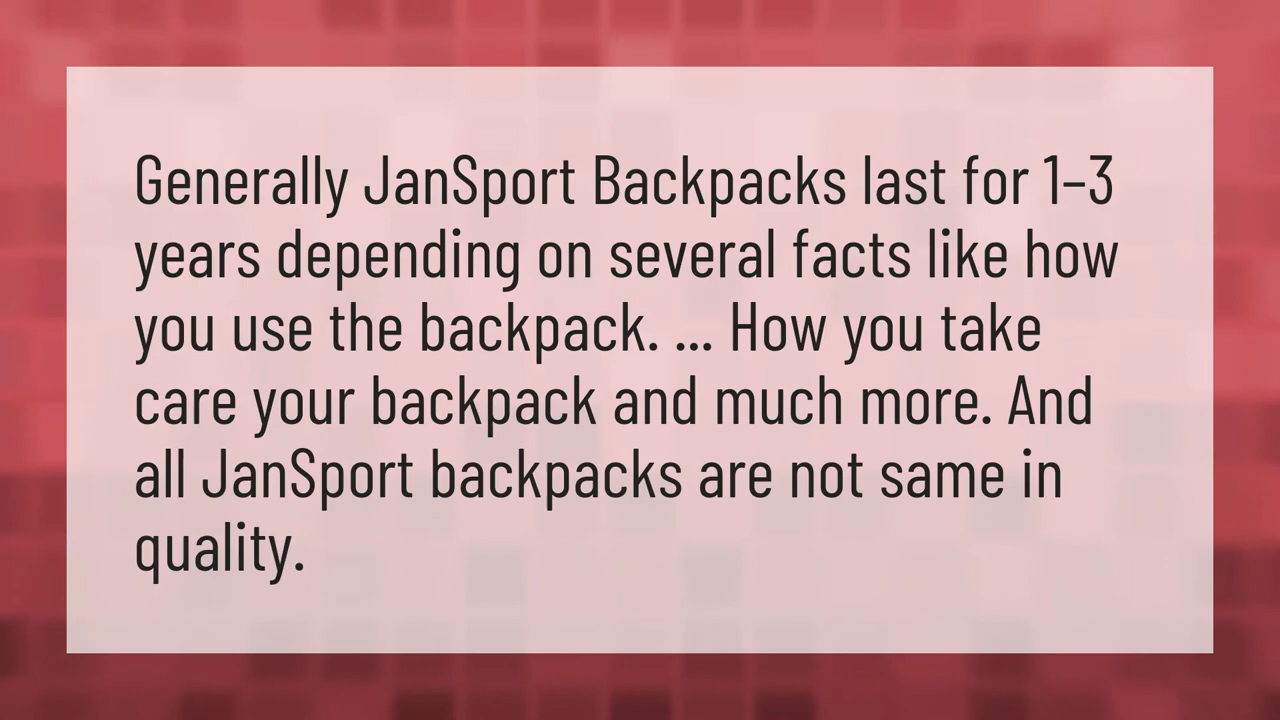 Generally JanSport Backpacks last for 1–3
years depending on several facts like how
you use the backpack. ... How you take
care your backpack and much more. And
all JanSport backpacks are not same in
quality.